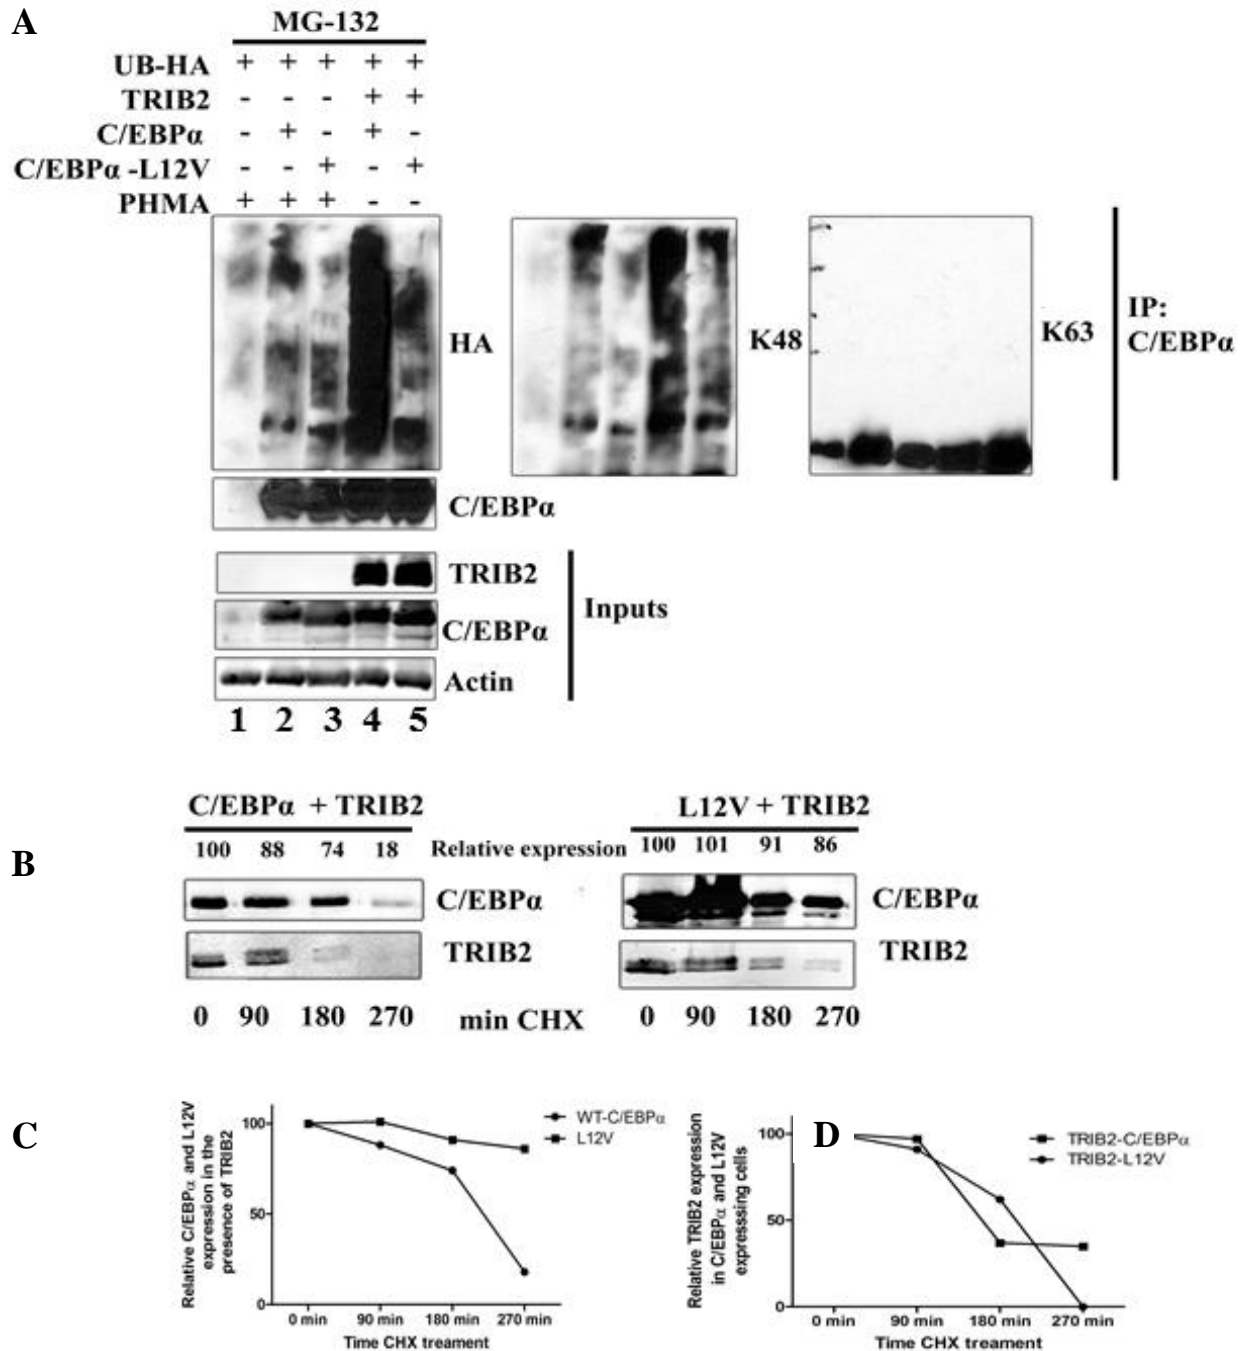 A
MG-132
UB-HA + + + + +
TRIB2 - - - + +
C/EBPα - + - + -
C/EBPα -L12V - - + - +
PHMA + + + - -
HA
K48
K63
IP:
C/EBPα
C/EBPα
TRIB2
C/EBPα
Actin
Inputs
1 2 3 4 5
B
C/EBPα + TRIB2
L12V + TRIB2
100 88 74 18 Relative expression 100 101 91 86
C/EBPα
C/EBPα
TRIB2
TRIB2
0 90 180 270 min CHX 0 90 180 270
C
Relative C/EBPα and L12V
expression in the
presence of TRIB2
100
50
0
WT-C/EBPα
L12V
0 min 90 min 180 min 270 min
Time CHX treament
D
Relative TRIB2 expression
in C/EBPα and L12V
expresssing cells
100
50
0
TRIB2-C/EBPα
TRIB2-L12V
0 min 90 min 180 min 270 min
Time CHX treament